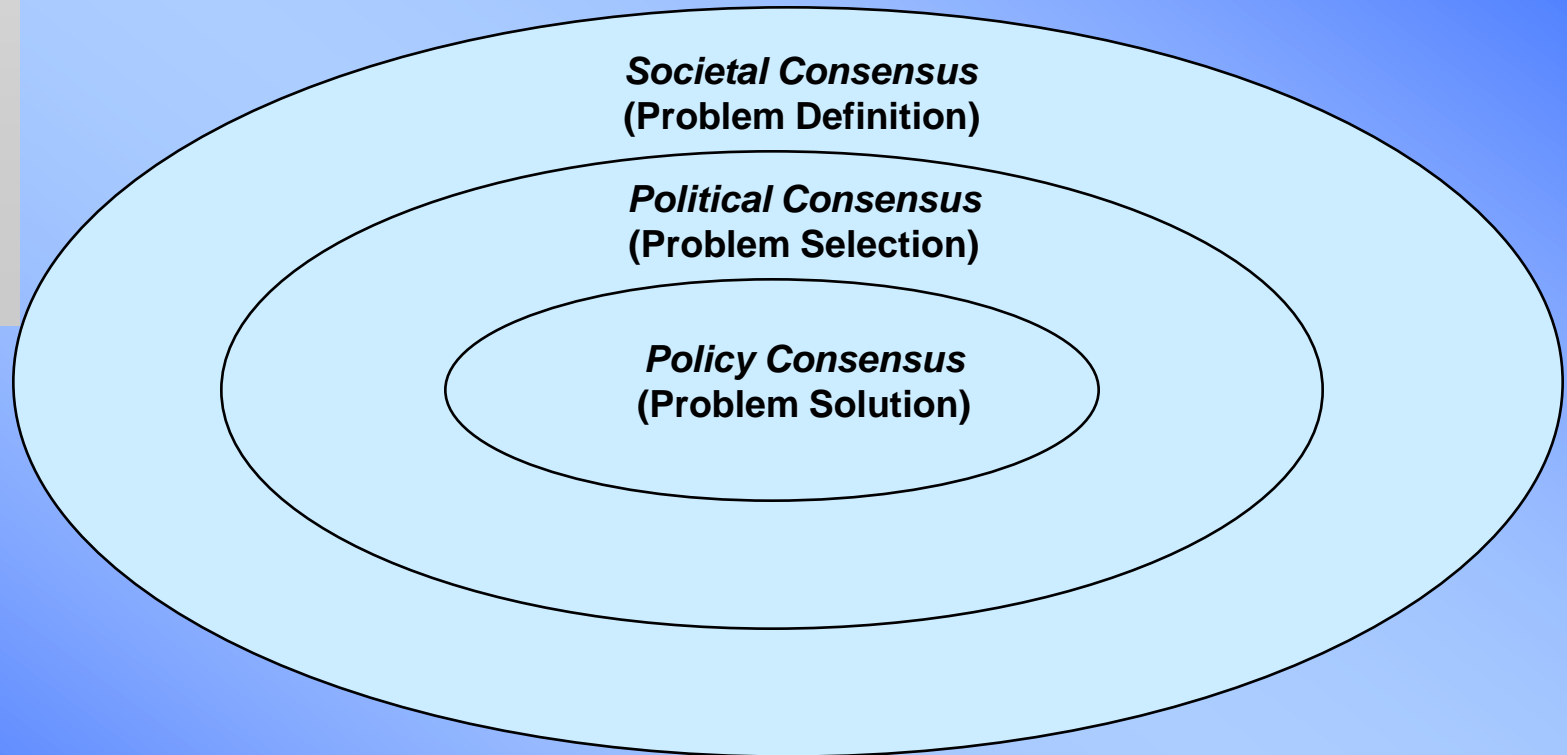 Societal Consensus
(Problem Definition)
Political Consensus
(Problem Selection)
Policy Consensus
(Problem Solution)